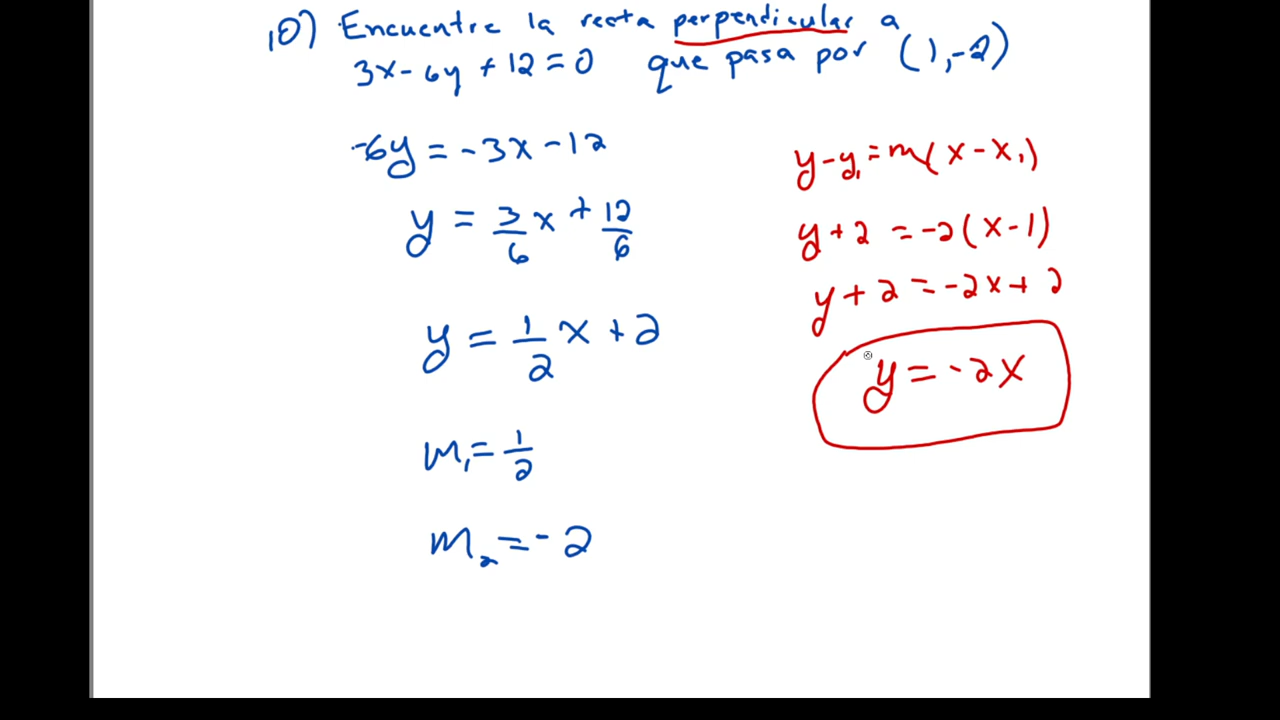 10) Encuentre la recta perpendicular a
3x - 6y + 12 = 0 que pasa por (1, -2)
-6y = -3x - 12
y = 3/6 x + 12/6
y = 1/2 x + 2
m₁ = 1/2
m₂ = -2
y - y₁ = m(x - x₁)
y + 2 = -2(x - 1)
y + 2 = -2x + 2
y = -2x